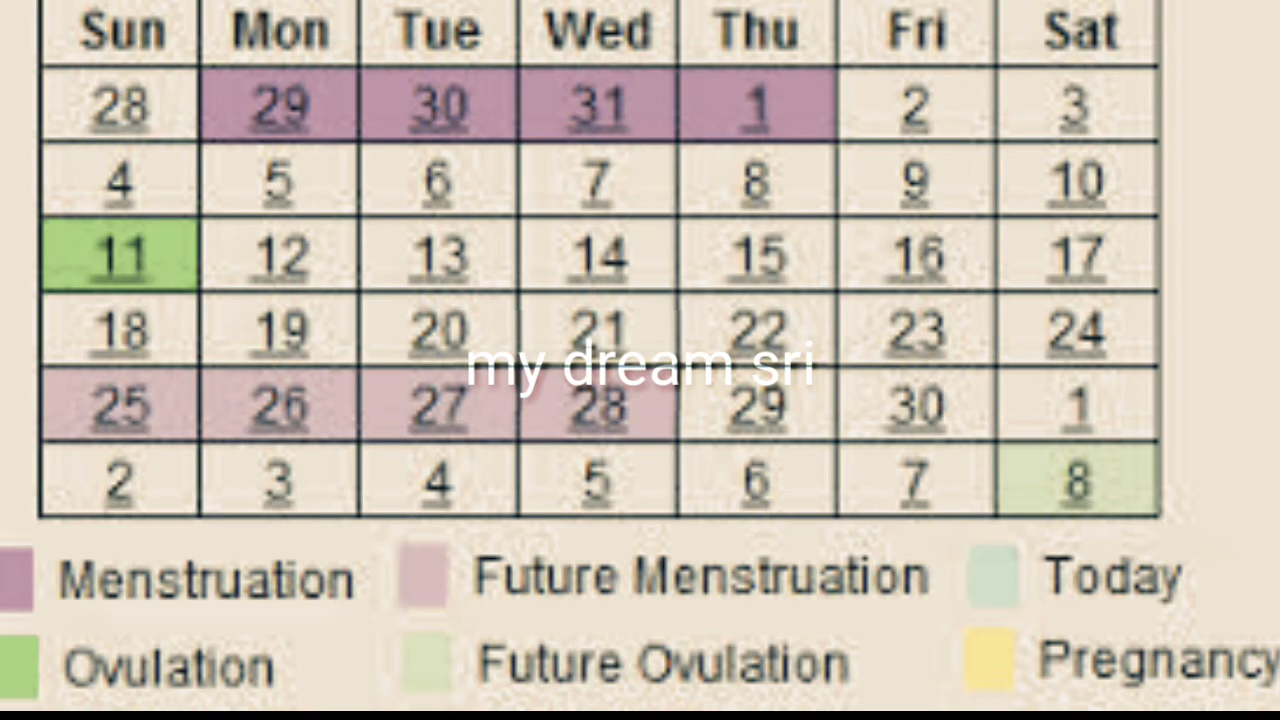 Sun Mon Tue Wed Thu Fri Sat
28 29 30 31 1 2 3
4 5 6 7 8 9 10
11 12 13 14 15 16 17
18 19 20 21 22 23 24
my dream sri
25 26 27 28 29 30 1
2 3 4 5 6 7 8
Menstruation Future Menstruation Today
Ovulation Future Ovulation Pregnancy